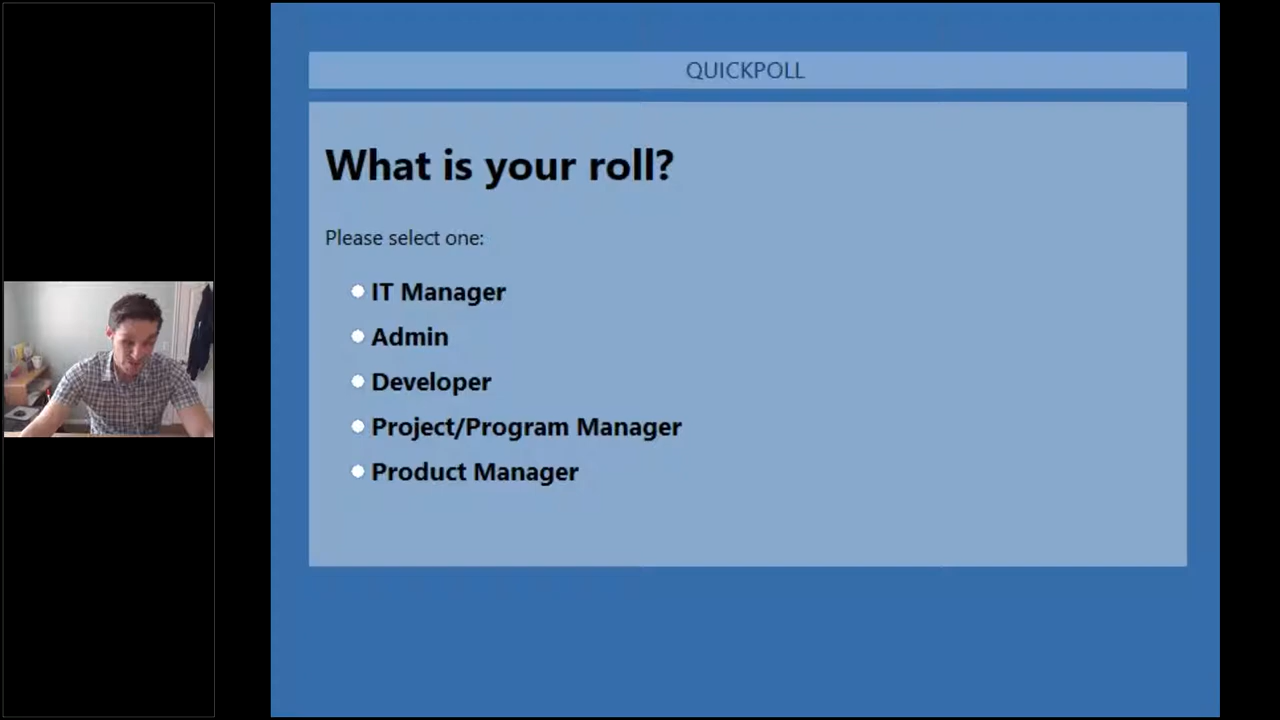 QUICKPOLL
What is your roll?
Please select one:
IT Manager
Admin
Developer
Project/Program Manager
Product Manager